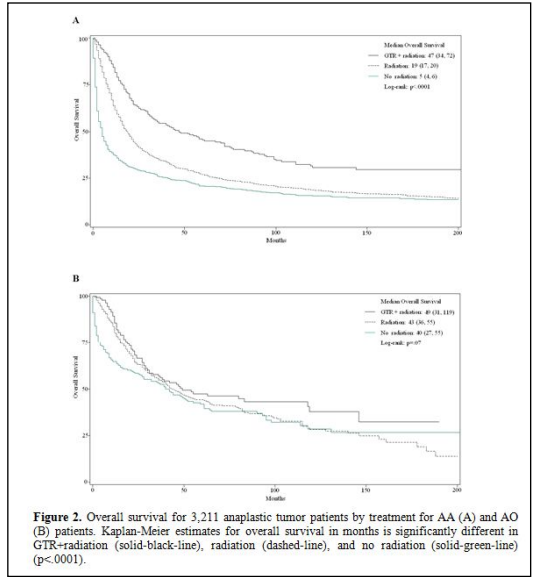 A
Median Overall Survival
GTR + radiation: 47 (34, 72)
Radiation: 19 (17, 20)
No radiation: 5 (4, 6)
Log-rank: p<.0001
Overall Survival
100
75
50
25
0
0 50 100 150 200
Months
B
Median Overall Survival
GTR + radiation: 49 (31, 119)
Radiation: 43 (36, 55)
No radiation: 40 (27, 55)
Log-rank: p=.07
Overall Survival
100
75
50
25
0
0 50 100 150 200
Months
Figure 2. Overall survival for 3,211 anaplastic tumor patients by treatment for AA (A) and AO
(B) patients. Kaplan-Meier estimates for overall survival in months is significantly different in
GTR+radiation (solid-black-line), radiation (dashed-line), and no radiation (solid-green-line)
(p<.0001).